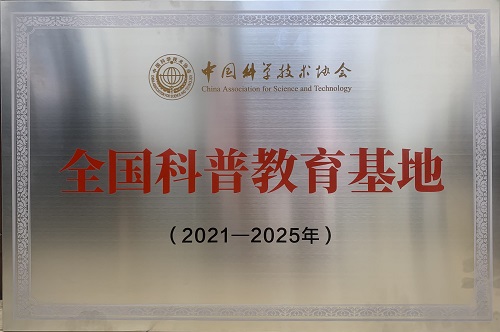 中国科学技术协会
China Association for Science and Technology
全国科普教育基地
（2021—2025年）